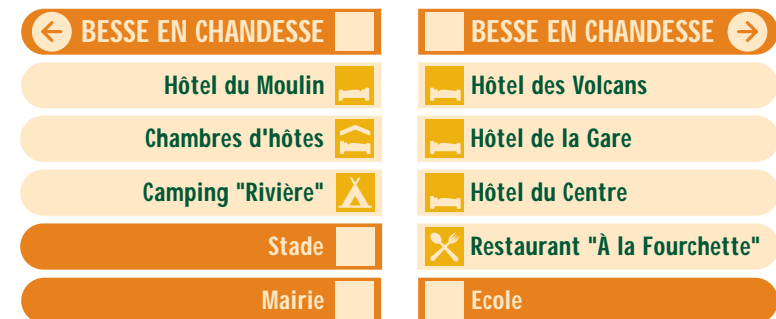 BESSE EN CHANDESSE
Hôtel du Moulin
Chambres d'hôtes
Camping "Rivière"
Stade
Mairie
BESSE EN CHANDESSE
Hôtel des Volcans
Hôtel de la Gare
Hôtel du Centre
Restaurant "À la Fourchette"
Ecole